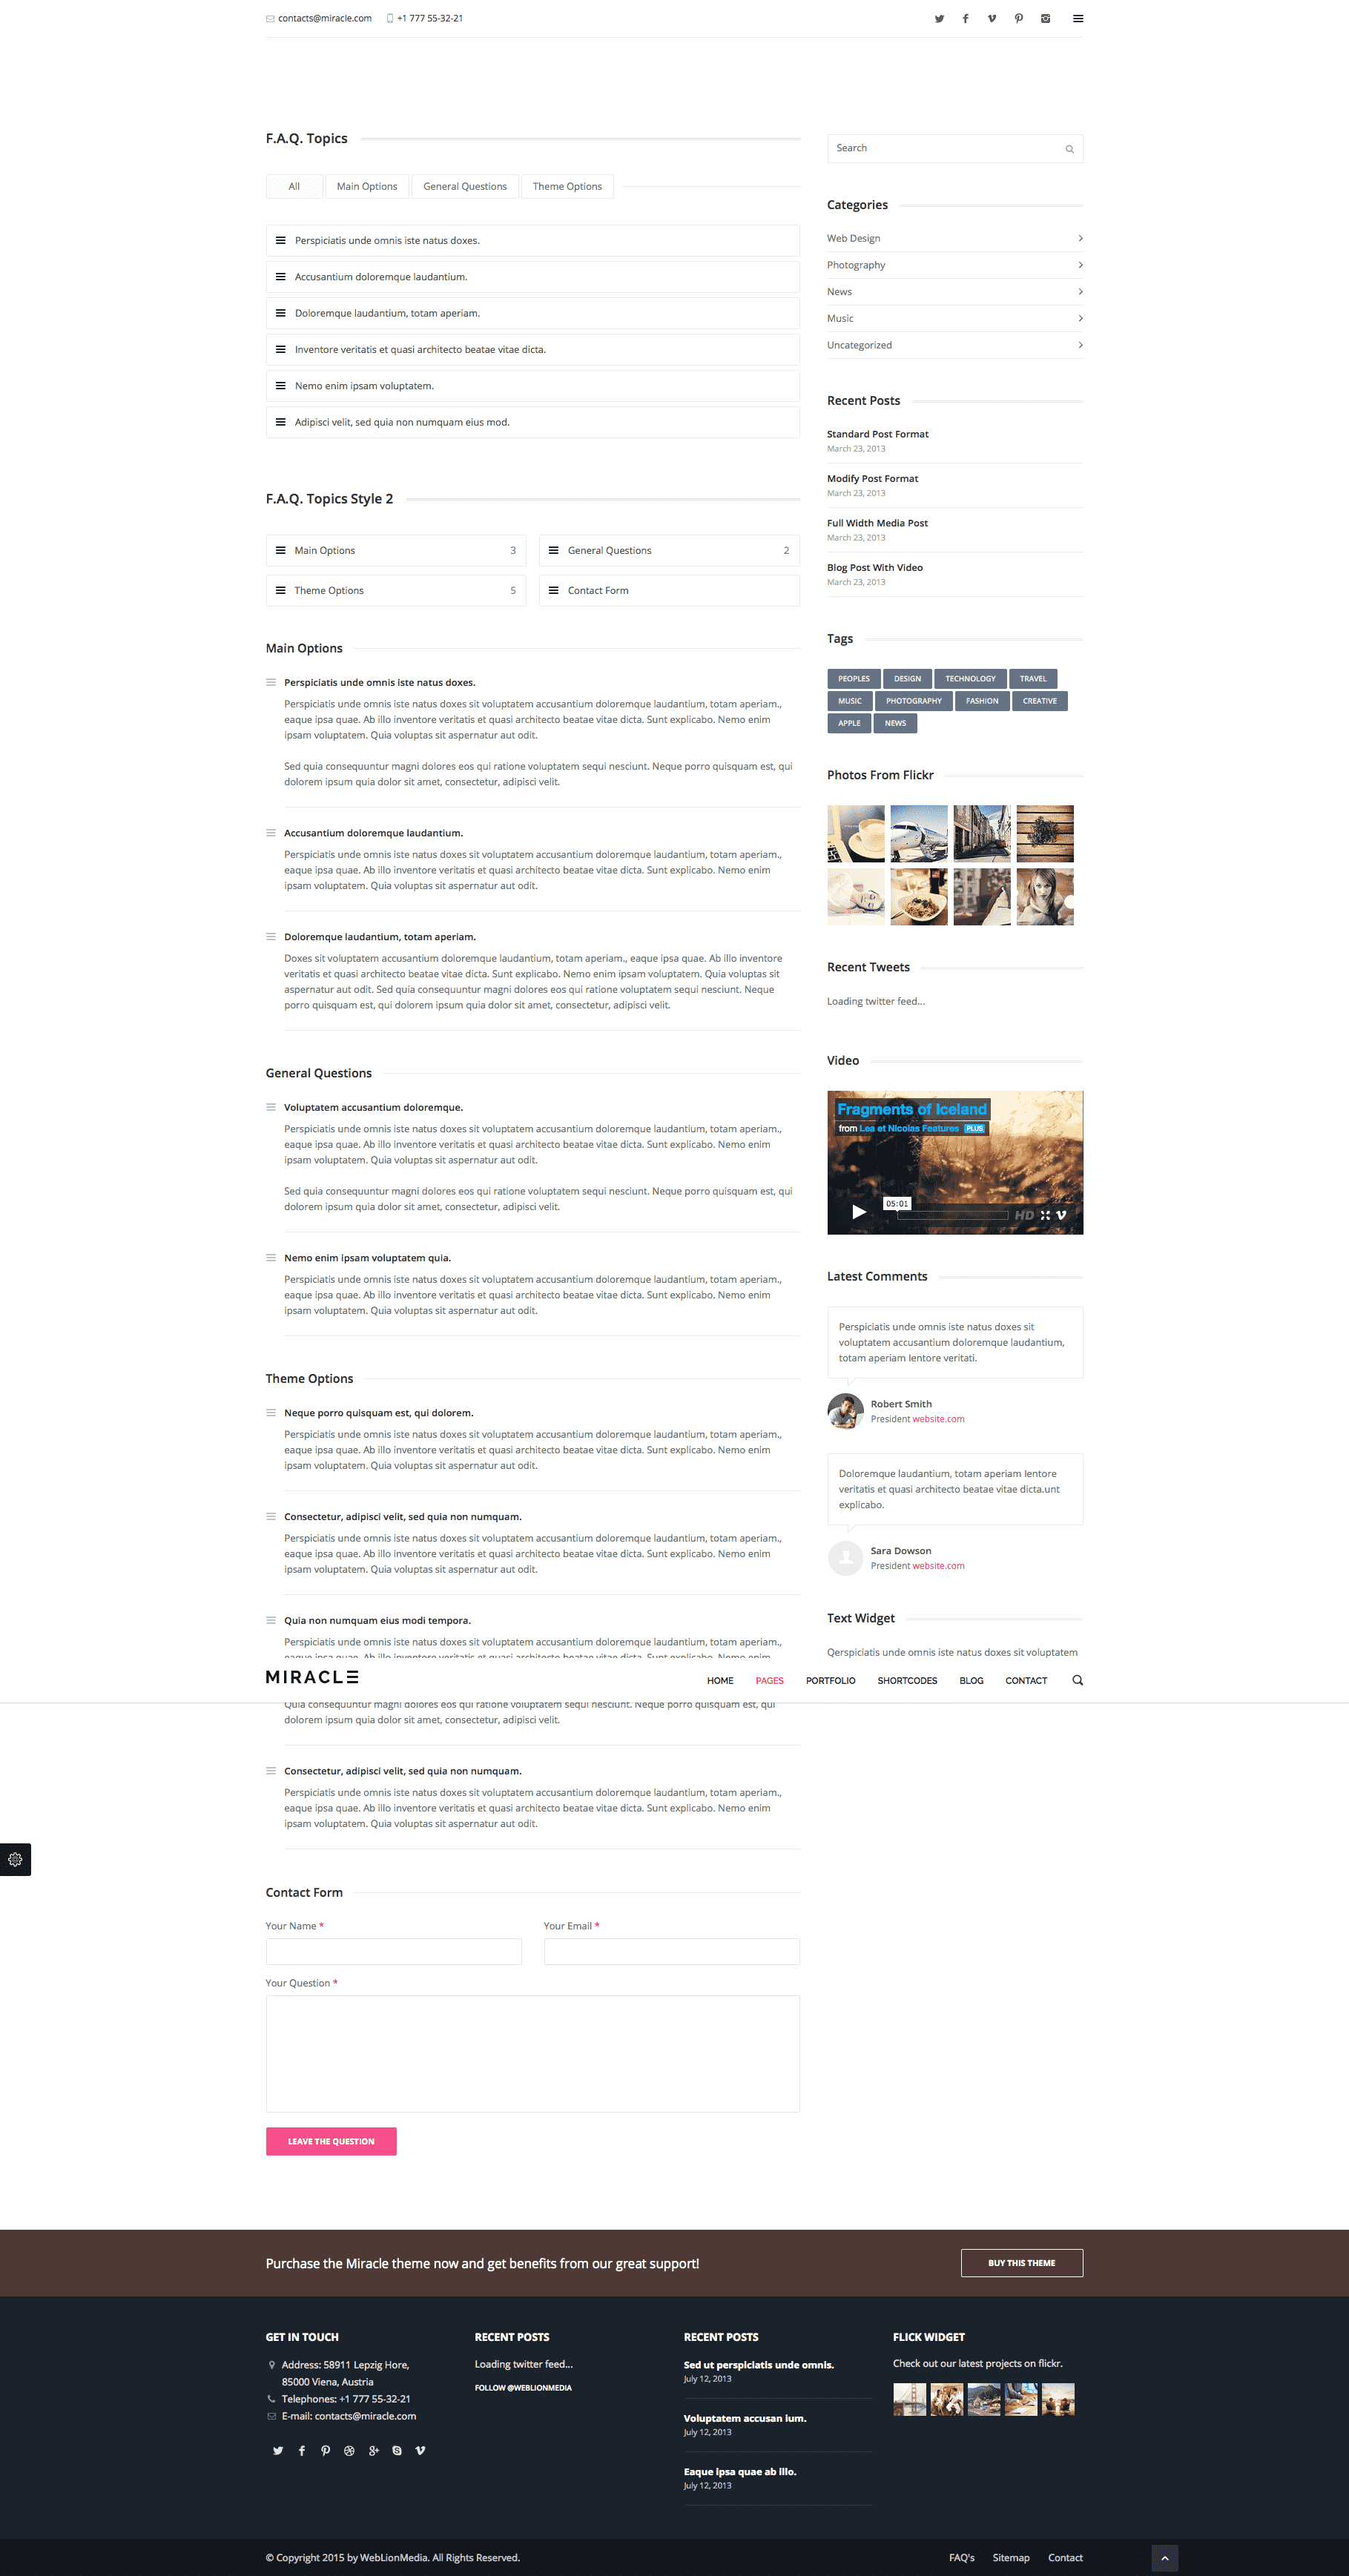 contacts@miracle.com +1 777 55-32-21
F.A.Q. Topics
All Main Options General Questions Theme Options
Perspiciatis unde omnis iste natus doxes.
Accusantium doloremque laudantium.
Doloremque laudantium, totam aperiam.
Inventore veritatis et quasi architecto beatae vitae dicta.
Nemo enim ipsam voluptatem.
Adipisci velit, sed quia non numquam eius mod.
F.A.Q. Topics Style 2
Main Options 3
General Questions 2
Theme Options 5
Contact Form
Main Options
Perspiciatis unde omnis iste natus doxes.
Perspiciatis unde omnis iste natus doxes sit voluptatem accusantium doloremque laudantium, totam aperiam.,
eaque ipsa quae. Ab illo inventore veritatis et quasi architecto beatae vitae dicta. Sunt explicabo. Nemo enim
ipsam voluptatem. Quia voluptas sit aspernatur aut odit.
Sed quia consequuntur magni dolores eos qui ratione voluptatem sequi nesciunt. Neque porro quisquam est, qui
dolorem ipsum quia dolor sit amet, consectetur, adipisci velit.
Accusantium doloremque laudantium.
Perspiciatis unde omnis iste natus doxes sit voluptatem accusantium doloremque laudantium, totam aperiam.,
eaque ipsa quae. Ab illo inventore veritatis et quasi architecto beatae vitae dicta. Sunt explicabo. Nemo enim
ipsam voluptatem. Quia voluptas sit aspernatur aut odit.
Doloremque laudantium, totam aperiam.
Doxes sit voluptatem accusantium doloremque laudantium, totam aperiam., eaque ipsa quae. Ab illo inventore
veritatis et quasi architecto beatae vitae dicta. Sunt explicabo. Nemo enim ipsam voluptatem. Quia voluptas sit
aspernatur aut odit. Sed quia consequuntur magni dolores eos qui ratione voluptatem sequi nesciunt. Neque
porro quisquam est, qui dolorem ipsum quia dolor sit amet, consectetur, adipisci velit.
General Questions
Voluptatem accusantium doloremque.
Perspiciatis unde omnis iste natus doxes sit voluptatem accusantium doloremque laudantium, totam aperiam.,
eaque ipsa quae. Ab illo inventore veritatis et quasi architecto beatae vitae dicta. Sunt explicabo. Nemo enim
ipsam voluptatem. Quia voluptas sit aspernatur aut odit.
Sed quia consequuntur magni dolores eos qui ratione voluptatem sequi nesciunt. Neque porro quisquam est, qui
dolorem ipsum quia dolor sit amet, consectetur, adipisci velit.
Nemo enim ipsam voluptatem quia.
Perspiciatis unde omnis iste natus doxes sit voluptatem accusantium doloremque laudantium, totam aperiam.,
eaque ipsa quae. Ab illo inventore veritatis et quasi architecto beatae vitae dicta. Sunt explicabo. Nemo enim
ipsam voluptatem. Quia voluptas sit aspernatur aut odit.
Theme Options
Neque porro quisquam est, qui dolorem.
Perspiciatis unde omnis iste natus doxes sit voluptatem accusantium doloremque laudantium, totam aperiam.,
eaque ipsa quae. Ab illo inventore veritatis et quasi architecto beatae vitae dicta. Sunt explicabo. Nemo enim
ipsam voluptatem. Quia voluptas sit aspernatur aut odit.
Consectetur, adipisci velit, sed quia non numquam.
Perspiciatis unde omnis iste natus doxes sit voluptatem accusantium doloremque laudantium, totam aperiam.,
eaque ipsa quae. Ab illo inventore veritatis et quasi architecto beatae vitae dicta. Sunt explicabo. Nemo enim
ipsam voluptatem. Quia voluptas sit aspernatur aut odit.
Quia non numquam eius modi tempora.
Perspiciatis unde omnis iste natus doxes sit voluptatem accusantium doloremque laudantium, totam aperiam.,
eaque ipsa quae. Ab illo inventore veritatis et quasi architecto beatae vitae dicta. Sunt explicabo. Nemo enim
Search
Categories
Web Design
Photography
News
Music
Uncategorized
Recent Posts
Standard Post Format
March 23, 2013
Modify Post Format
March 23, 2013
Full Width Media Post
March 23, 2013
Blog Post With Video
March 23, 2013
Tags
PEOPLES DESIGN TECHNOLOGY TRAVEL
MUSIC PHOTOGRAPHY FASHION CREATIVE
APPLE NEWS
Photos From Flickr
Recent Tweets
Loading twitter feed...
Video
Fragments of Iceland
from Lea et Nicolas Features PLUS
05:01
HD
Latest Comments
Perspiciatis unde omnis iste natus doxes sit
voluptatem accusantium doloremque laudantium,
totam aperiam lentore veritati.
Robert Smith
President website.com
Doloremque laudantium, totam aperiam lentore
veritatis et quasi architecto beatae vitae dicta.unt
explicabo.
Sara Dowson
President website.com
Text Widget
Qerspiciatis unde omnis iste natus doxes sit voluptatem
MIRACLE HOME PAGES PORTFOLIO SHORTCODES BLOG CONTACT
Quia consequuntur magni dolores eos qui ratione voluptatem sequi nesciunt. Neque porro quisquam est, qui
dolorem ipsum quia dolor sit amet, consectetur, adipisci velit.
Consectetur, adipisci velit, sed quia non numquam.
Perspiciatis unde omnis iste natus doxes sit voluptatem accusantium doloremque laudantium, totam aperiam.,
eaque ipsa quae. Ab illo inventore veritatis et quasi architecto beatae vitae dicta. Sunt explicabo. Nemo enim
ipsam voluptatem. Quia voluptas sit aspernatur aut odit.
Contact Form
Your Name * Your Email *
Your Question *
LEAVE THE QUESTION
Purchase the Miracle theme now and get benefits from our great support! BUY THIS THEME
GET IN TOUCH
Address: 58911 Lepzig Hore,
85000 Viena, Austria
Telephones: +1 777 55-32-21
E-mail: contacts@miracle.com
RECENT POSTS
Loading twitter feed...
FOLLOW @WEBLIONMEDIA
RECENT POSTS
Sed ut perspiciatis unde omnis.
July 12, 2013
Voluptatem accusan ium.
July 12, 2013
Eaque ipsa quae ab illo.
July 12, 2013
FLICK WIDGET
Check out our latest projects on flickr.
© Copyright 2015 by WebLionMedia. All Rights Reserved. FAQ's Sitemap Contact